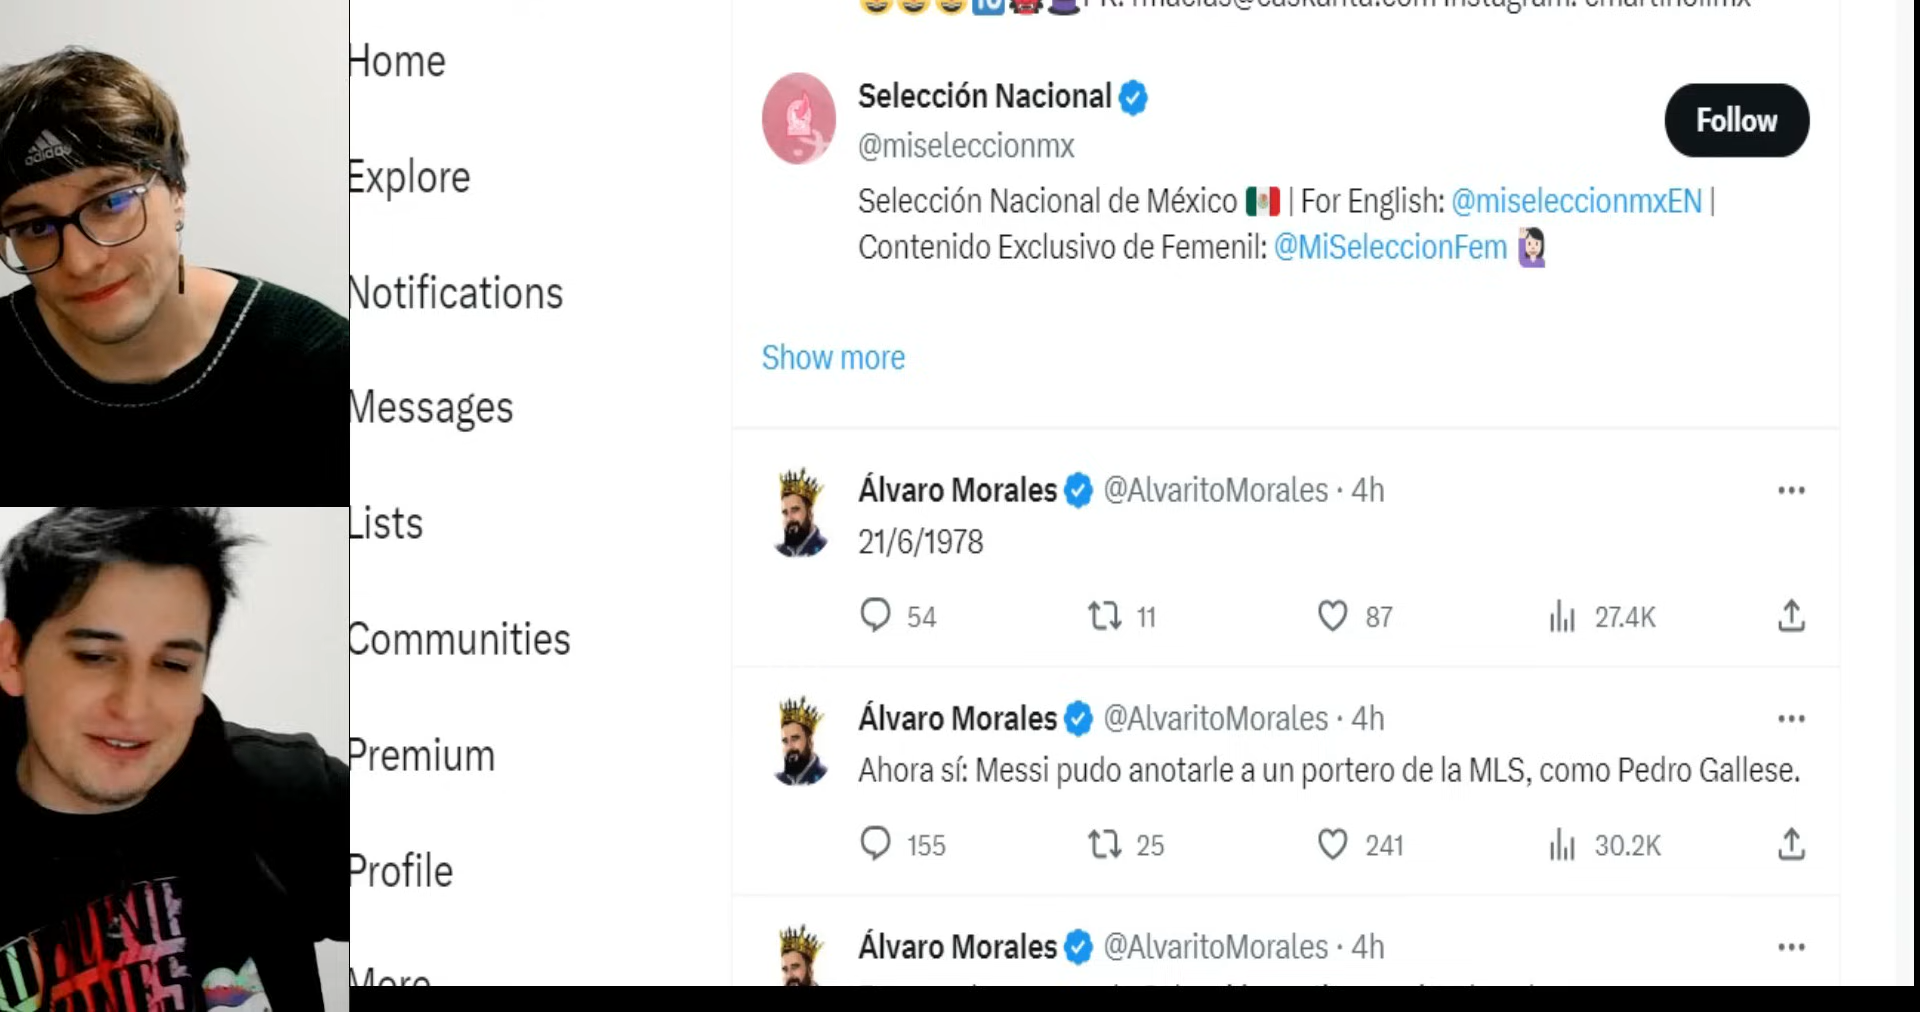 adidas
Home
Explore
Notifications
Messages
Lists
Communities
Premium
Profile
More
Selección Nacional
@miseleccionmx
Follow
Selección Nacional de México 🇲🇽 | For English: @miseleccionmxEN |
Contenido Exclusivo de Femenil: @MiSeleccionFem 🙋🏻‍♀️
Show more
Álvaro Morales @AlvaritoMorales · 4h
21/6/1978
54 11 87 27.4K
Álvaro Morales @AlvaritoMorales · 4h
Ahora sí: Messi pudo anotarle a un portero de la MLS, como Pedro Gallese.
155 25 241 30.2K
Álvaro Morales @AlvaritoMorales · 4h